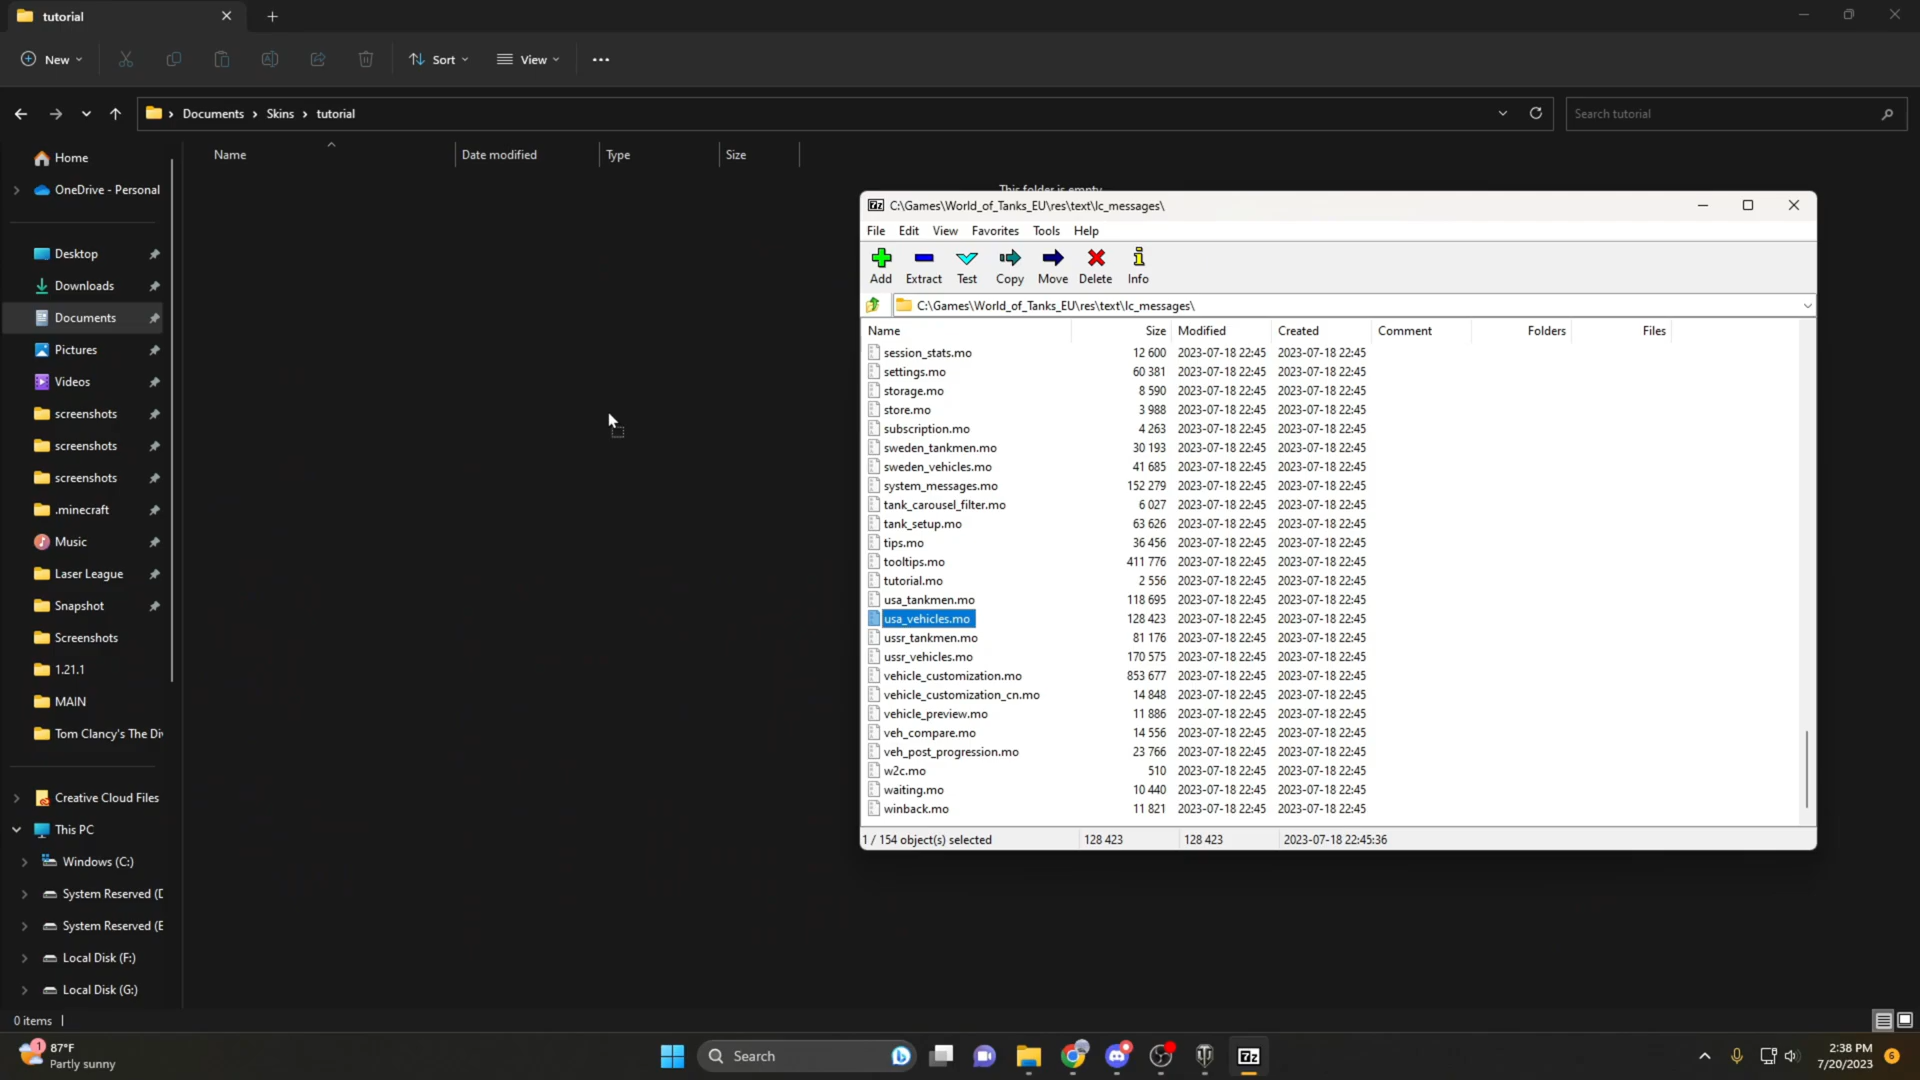 tutorial
New
Sort
View
Documents
Skins
tutorial
Search tutorial
Name
Date modified
Type
Size
This folder is empty.
Home
OneDrive - Personal
Desktop
Downloads
Documents
Pictures
Videos
screenshots
screenshots
screenshots
.minecraft
Music
Laser League
Snapshot
Screenshots
1.21.1
MAIN
Tom Clancy's The Di
Creative Cloud Files
This PC
Windows (C:)
System Reserved (D
System Reserved (E
Local Disk (F:)
Local Disk (G:)
0 items
7z C:\Games\World_of_Tanks_EU\res\text\lc_messages\
File Edit View Favorites Tools Help
Add Extract Test Copy Move Delete Info
C:\Games\World_of_Tanks_EU\res\text\lc_messages\
Name Size Modified Created Comment Folders Files
session_stats.mo 12 600 2023-07-18 22:45 2023-07-18 22:45
settings.mo 60 381 2023-07-18 22:45 2023-07-18 22:45
storage.mo 8 590 2023-07-18 22:45 2023-07-18 22:45
store.mo 3 988 2023-07-18 22:45 2023-07-18 22:45
subscription.mo 4 263 2023-07-18 22:45 2023-07-18 22:45
sweden_tankmen.mo 30 193 2023-07-18 22:45 2023-07-18 22:45
sweden_vehicles.mo 41 685 2023-07-18 22:45 2023-07-18 22:45
system_messages.mo 152 279 2023-07-18 22:45 2023-07-18 22:45
tank_carousel_filter.mo 6 027 2023-07-18 22:45 2023-07-18 22:45
tank_setup.mo 63 626 2023-07-18 22:45 2023-07-18 22:45
tips.mo 36 456 2023-07-18 22:45 2023-07-18 22:45
tooltips.mo 411 776 2023-07-18 22:45 2023-07-18 22:45
tutorial.mo 2 556 2023-07-18 22:45 2023-07-18 22:45
usa_tankmen.mo 118 695 2023-07-18 22:45 2023-07-18 22:45
usa_vehicles.mo 128 423 2023-07-18 22:45 2023-07-18 22:45
ussr_tankmen.mo 81 176 2023-07-18 22:45 2023-07-18 22:45
ussr_vehicles.mo 170 575 2023-07-18 22:45 2023-07-18 22:45
vehicle_customization.mo 853 677 2023-07-18 22:45 2023-07-18 22:45
vehicle_customization_cn.mo 14 848 2023-07-18 22:45 2023-07-18 22:45
vehicle_preview.mo 11 886 2023-07-18 22:45 2023-07-18 22:45
veh_compare.mo 14 556 2023-07-18 22:45 2023-07-18 22:45
veh_post_progression.mo 23 766 2023-07-18 22:45 2023-07-18 22:45
w2c.mo 510 2023-07-18 22:45 2023-07-18 22:45
waiting.mo 10 440 2023-07-18 22:45 2023-07-18 22:45
winback.mo 11 821 2023-07-18 22:45 2023-07-18 22:45
1 / 154 object(s) selected 128 423 128 423 2023-07-18 22:45:36
1
87°F
Partly sunny
Search
7z
2:38 PM
7/20/2023
6